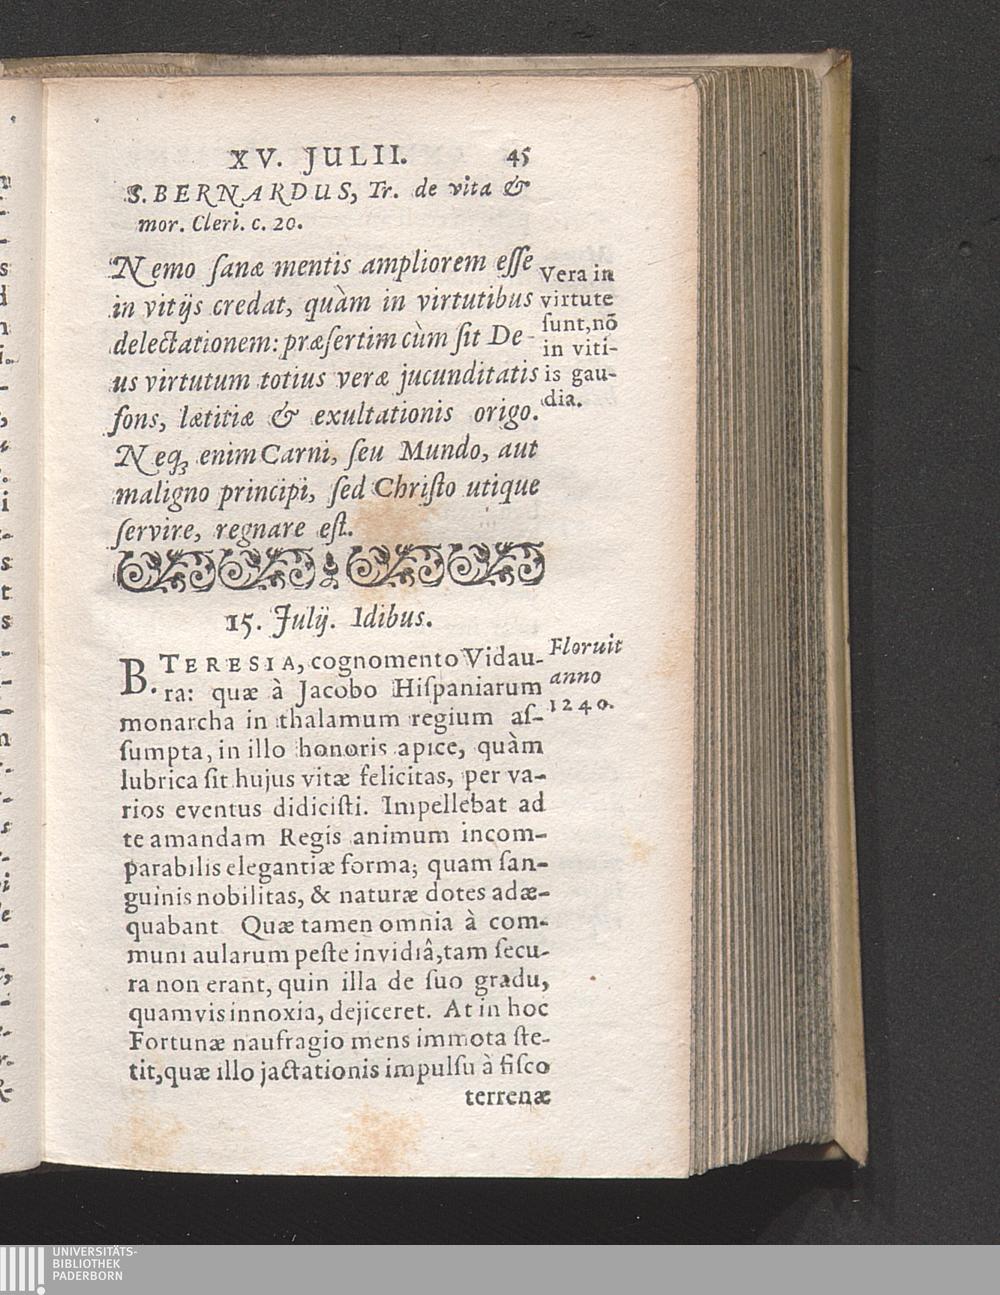 XV. JULII. 45
S. BERNARDUS, Tr. de vita &
mor. Cleri. c. 20.
Nemo ſanæ mentis ampliorem eſſe
in vitijs credat, quàm in virtutibus
delectationem: præſertim cùm ſit De-
us virtutum totius veræ jucunditatis
fons, lætitiæ & exultationis origo.
Neq; enim Carni, ſeu Mundo, aut
maligno principi, ſed Chriſto utique
ſervire, regnare eſt.
Vera in
virtute
ſunt, nō
in viti-
is gau-
dia.
15. Julij. Idibus.
B. TERESIA, cognomento Vidau-
ra: quæ à Jacobo Hiſpaniarum
monarcha in thalamum regium aſ-
ſumpta, in illo honoris apice, quàm
lubrica ſit hujus vitæ felicitas, per va-
rios eventus didiciſti. Impellebat ad
te amandam Regis animum incom-
parabilis elegantiæ forma; quam ſan-
guinis nobilitas, & naturæ dotes adæ-
quabant. Quæ tamen omnia à com-
muni aularum peſte invidiâ, tam ſecu-
ra non erant, quin illa de ſuo gradu,
quamvis innoxia, dejiceret. At in hoc
Fortunæ naufragio mens immota ſte-
tit, quæ illo jactationis impulſu à fiſco
terrenæ
Floruit
anno
1240.
UNIVERSITÄTS-
BIBLIOTHEK
PADERBORN